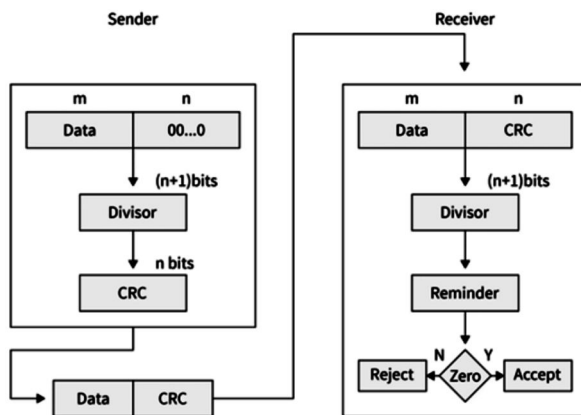 Sender
Receiver
m n
Data 00...0
(n+1)bits
Divisor
n bits
CRC
Data CRC
m n
Data CRC
(n+1)bits
Divisor
Reminder
N Y
Reject Zero Accept